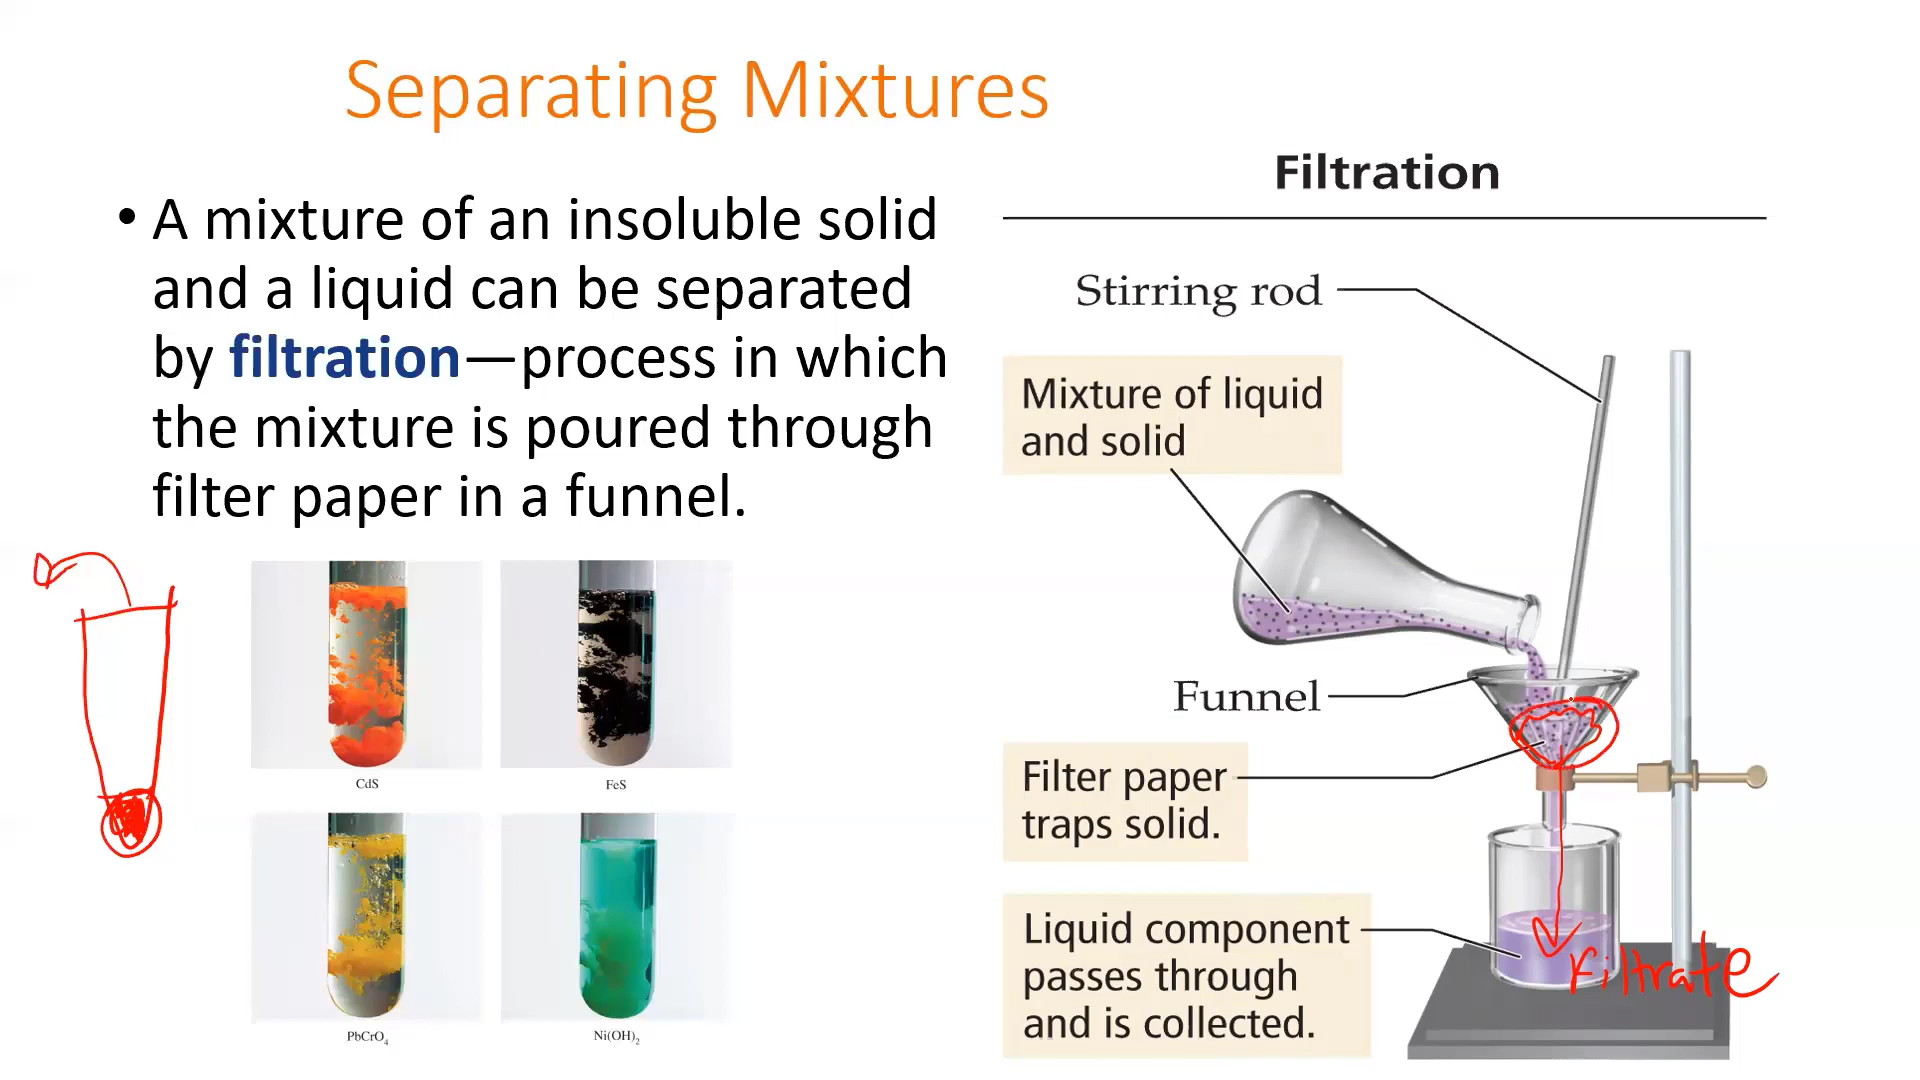 Separating Mixtures
• A mixture of an insoluble solid
and a liquid can be separated
by filtration—process in which
the mixture is poured through
filter paper in a funnel.
CdS
FeS
PbCrO₄
Ni(OH)₂
Filtration
Stirring rod
Mixture of liquid
and solid
Funnel
Filter paper
traps solid.
Liquid component
passes through
and is collected.
Filtrate